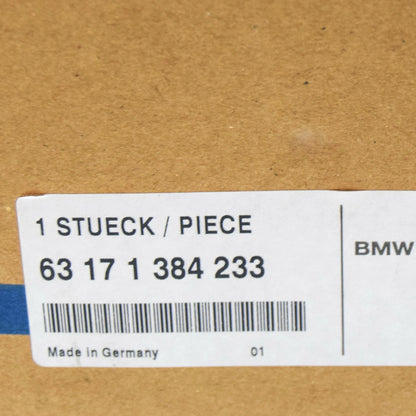 1 STUECK / PIECE
63 17 1 384 233
Made in Germany 01
BMW